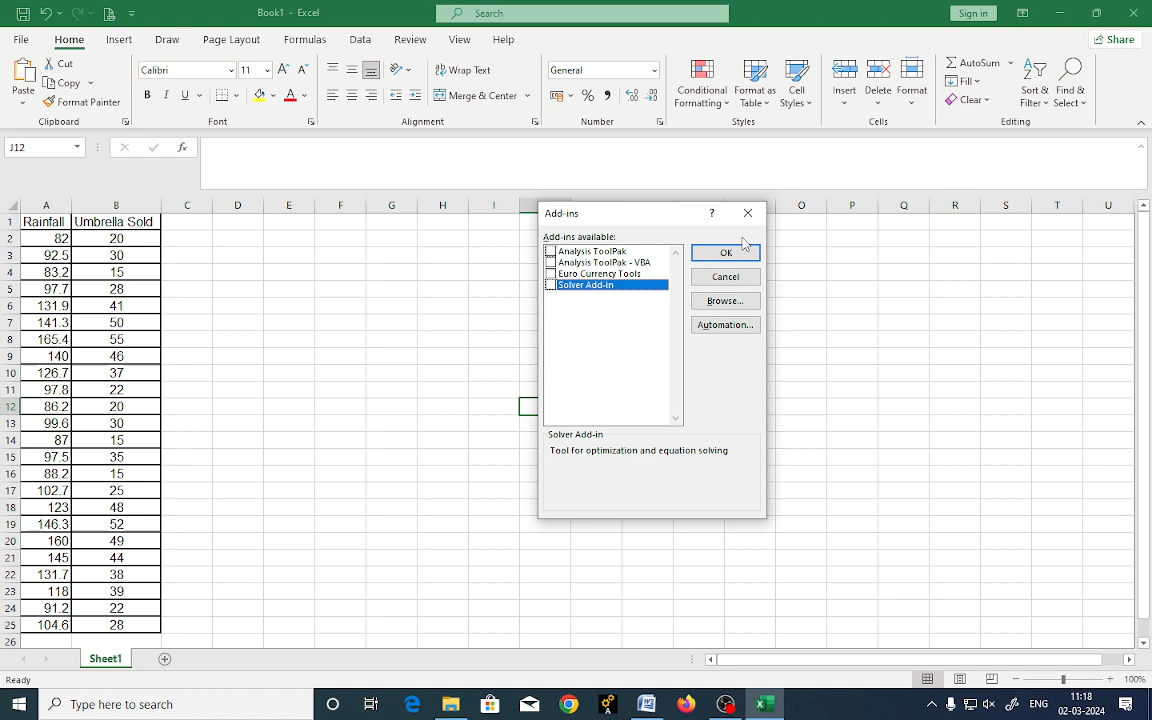 Book1 - Excel
Search
Sign in
File Home Insert Draw Page Layout Formulas Data Review View Help
Share
Paste
Cut
Copy
Format Painter
Clipboard
Calibri 11
B I U A
Font
Wrap Text
Merge & Center
Alignment
General
%
Number
Conditional Formatting
Format as Table
Cell Styles
Styles
Insert Delete Format
Cells
AutoSum
Fill
Clear
Sort & Filter
Find & Select
Editing
J12 fx
A B C D E F G H I O P Q R S T U
1 Rainfall Umbrella Sold
2 82 20
3 92.5 30
4 83.2 15
5 97.7 28
6 131.9 41
7 141.3 50
8 165.4 55
9 140 46
10 126.7 37
11 97.8 22
12 86.2 20
13 99.6 30
14 87 15
15 97.5 35
16 88.2 15
17 102.7 25
18 123 48
19 146.3 52
20 160 49
21 145 44
22 131.7 38
23 118 39
24 91.2 22
25 104.6 28
26
Add-ins ?
Add-ins available:
Analysis ToolPak
Analysis ToolPak - VBA
Euro Currency Tools
Solver Add-in
OK
Cancel
Browse...
Automation...
Solver Add-in
Tool for optimization and equation solving
Sheet1
Ready
100%
Type here to search
ENG
11:18
02-03-2024